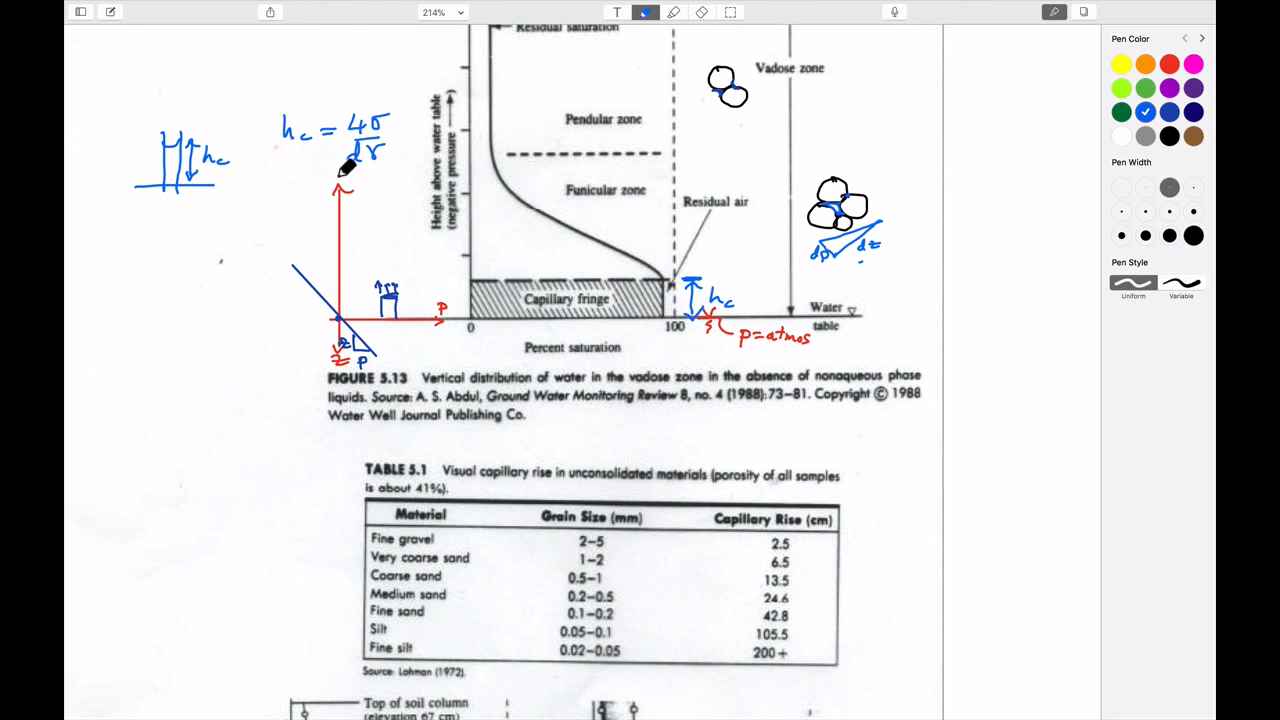 214%
T
Pen Color
Residual saturation
Vadose zone
Height above water table
(negative pressure)
Pendular zone
hc = 4σ
dγ
hc
Pen Width
Funicular zone
Residual air
dp
dz
Pen Style
Uniform
Variable
Capillary fringe
hc
P
Water
table
z
P
z
0
100
p=atmos
Percent saturation
FIGURE 5.13 Vertical distribution of water in the vadose zone in the absence of nonaqueous phase
liquids. Source: A. S. Abdul, Ground Water Monitoring Review 8, no. 4 (1988):73–81. Copyright © 1988
Water Well Journal Publishing Co.
TABLE 5.1 Visual capillary rise in unconsolidated materials (porosity of all samples
is about 41%).
Material Grain Size (mm) Capillary Rise (cm)
Fine gravel 2–5 2.5
Very coarse sand 1–2 6.5
Coarse sand 0.5–1 13.5
Medium sand 0.2–0.5 24.6
Fine sand 0.1–0.2 42.8
Silt 0.05–0.1 105.5
Fine silt 0.02–0.05 200+
Source: Lohman (1972).
Top of soil column
(elevation 67 cm)